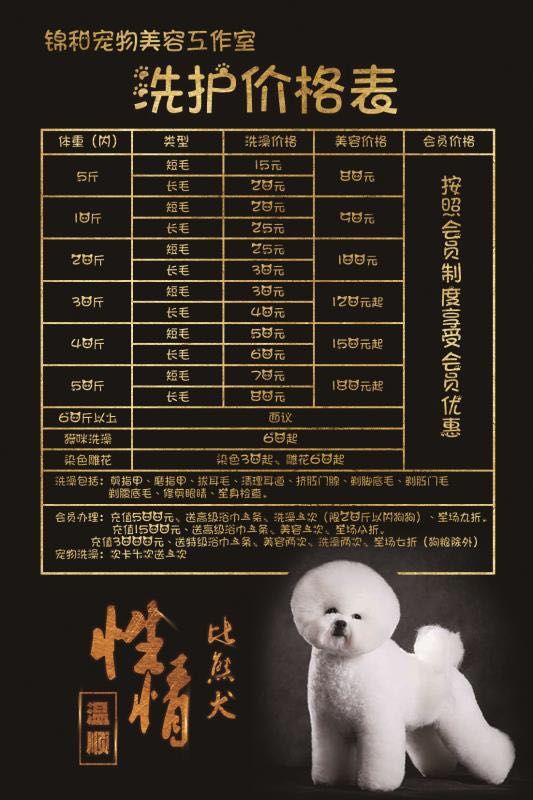 锦和宠物美容工作室
洗护价格表
体重（内） 类型 洗澡价格 美容价格 会员价格
5斤 短毛 15元 80元
长毛 20元
10斤 短毛 20元 90元
长毛 25元
20斤 短毛 25元 100元
长毛 30元
30斤 短毛 30元 120元起
长毛 40元
40斤 短毛 50元 150元起
长毛 60元
50斤 短毛 70元 180元起
长毛 80元
按照会员制度享受会员优惠
60斤以上 面议
猫咪洗澡 60起
染色雕花 染色30起、雕花60起
洗澡包括：剪指甲、磨指甲、拔耳毛、清理耳道、挤肛门腺、剃脚底毛、剃肛门毛
剃腹底毛、修剪眼睛、全身检查。
会员办理：充值500元、送高级浴巾条、洗澡次（限20斤以内狗狗）、全场九折。
充值1500元、送高级浴巾条、美容次、全场八折。
充值3000元、送特级浴巾条、美容两次、洗澡两次、全场七折（狗粮除外）
宠物洗澡：次卡十次送次
性情
温顺
比熊犬